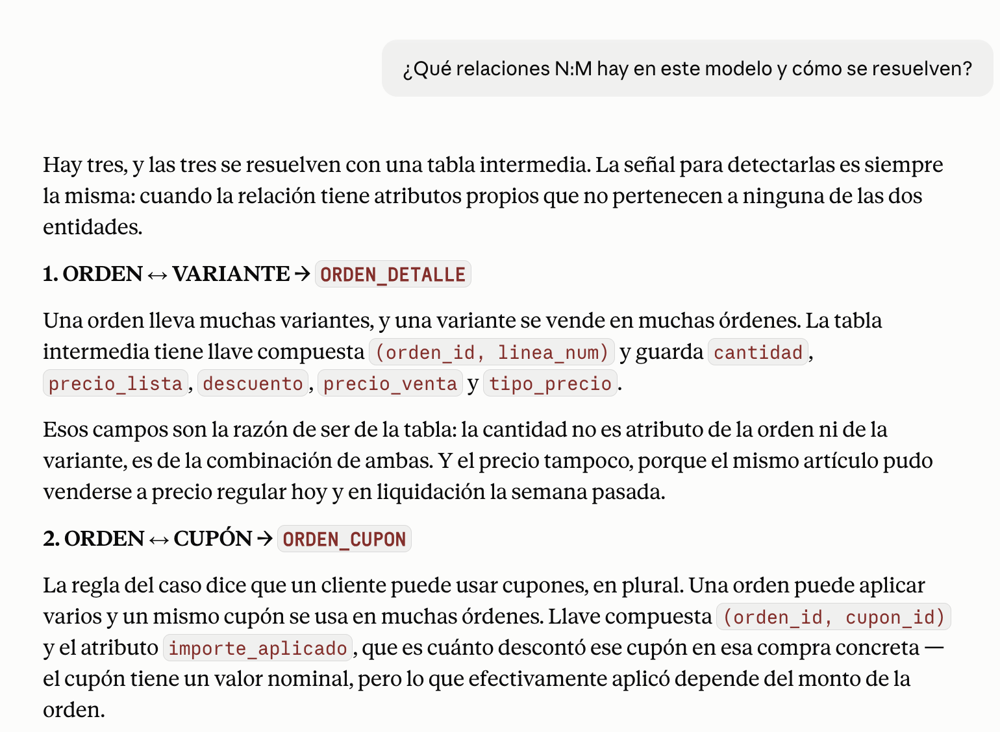 ¿Qué relaciones N:M hay en este modelo y cómo se resuelven?
Hay tres, y las tres se resuelven con una tabla intermedia. La señal para detectarlas es siempre
la misma: cuando la relación tiene atributos propios que no pertenecen a ninguna de las dos
entidades.
1. ORDEN ↔ VARIANTE → ORDEN_DETALLE
Una orden lleva muchas variantes, y una variante se vende en muchas órdenes. La tabla
intermedia tiene llave compuesta (orden_id, linea_num) y guarda cantidad,
precio_lista, descuento, precio_venta y tipo_precio.
Esos campos son la razón de ser de la tabla: la cantidad no es atributo de la orden ni de la
variante, es de la combinación de ambas. Y el precio tampoco, porque el mismo artículo pudo
venderse a precio regular hoy y en liquidación la semana pasada.
2. ORDEN ↔ CUPÓN → ORDEN_CUPON
La regla del caso dice que un cliente puede usar cupones, en plural. Una orden puede aplicar
varios y un mismo cupón se usa en muchas órdenes. Llave compuesta (orden_id, cupon_id)
y el atributo importe_aplicado, que es cuánto descontó ese cupón en esa compra concreta —
el cupón tiene un valor nominal, pero lo que efectivamente aplicó depende del monto de la
orden.